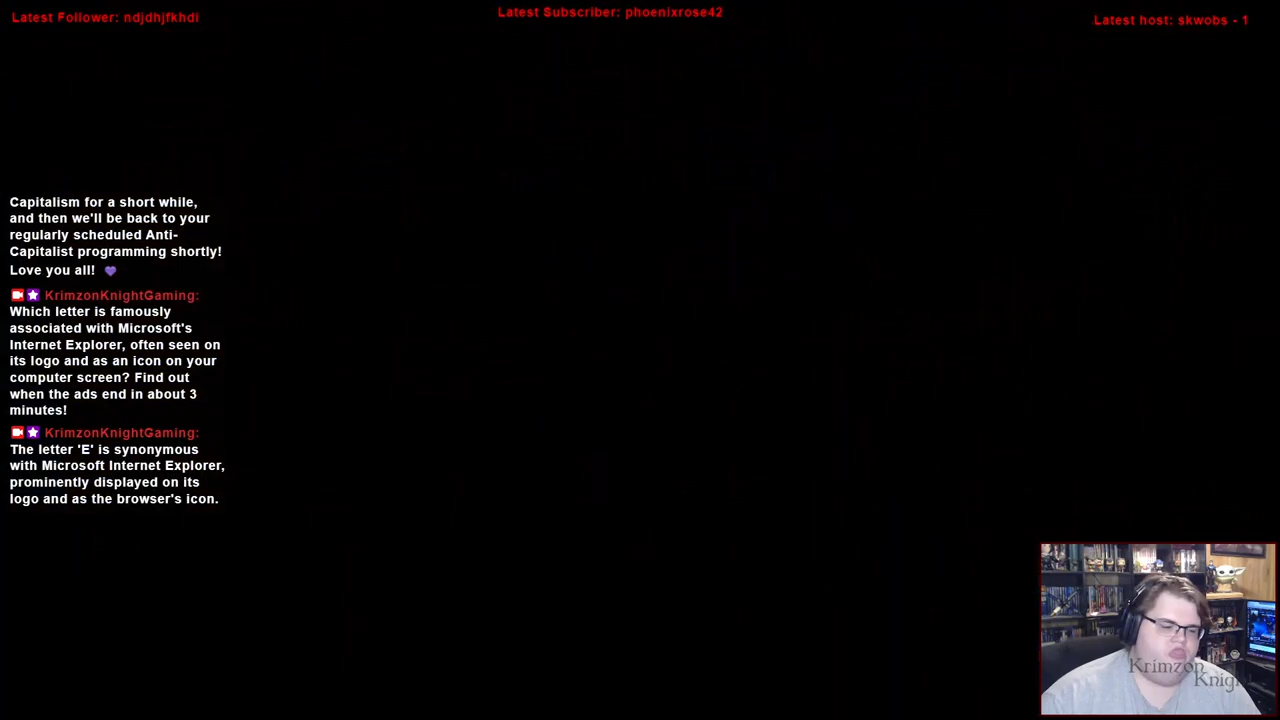 Latest Follower: ndjdhjfkhdi
Latest Subscriber: phoenixrose42
Latest host: skwobs - 1
Capitalism for a short while,
and then we'll be back to your
regularly scheduled Anti-
Capitalist programming shortly!
Love you all!
KrimzonKnightGaming:
Which letter is famously
associated with Microsoft's
Internet Explorer, often seen on
its logo and as an icon on your
computer screen? Find out
when the ads end in about 3
minutes!
KrimzonKnightGaming:
The letter 'E' is synonymous
with Microsoft Internet Explorer,
prominently displayed on its
logo and as the browser's icon.
Krimzon